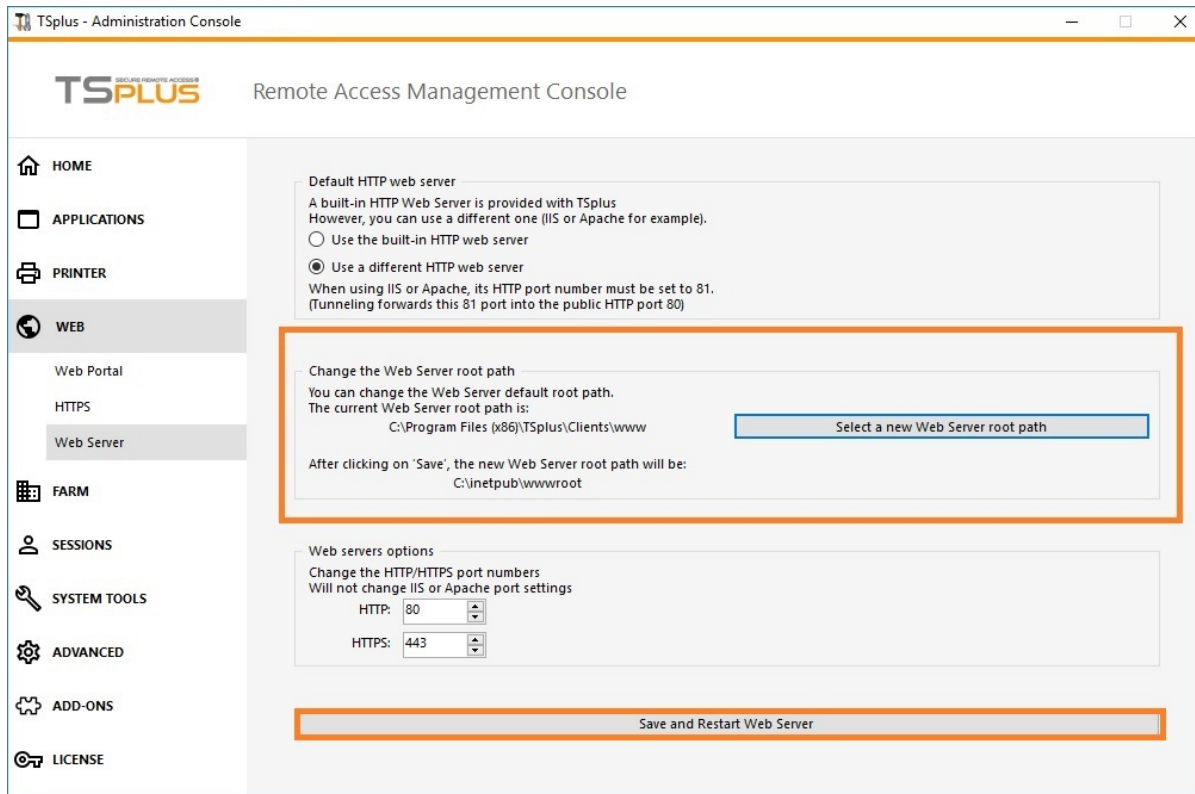 TSplus - Administration Console
TSPLUS
SECURE REMOTE ACCESS®
Remote Access Management Console
HOME
APPLICATIONS
PRINTER
WEB
Web Portal
HTTPS
Web Server
FARM
SESSIONS
SYSTEM TOOLS
ADVANCED
ADD-ONS
LICENSE
Default HTTP web server
A built-in HTTP Web Server is provided with TSplus
However, you can use a different one (IIS or Apache for example).
Use the built-in HTTP web server
Use a different HTTP web server
When using IIS or Apache, its HTTP port number must be set to 81.
(Tunneling forwards this 81 port into the public HTTP port 80)
Change the Web Server root path
You can change the Web Server default root path.
The current Web Server root path is:
C:\Program Files (x86)\TSplus\Clients\www
Select a new Web Server root path
After clicking on 'Save', the new Web Server root path will be:
C:\inetpub\wwwroot
Web servers options
Change the HTTP/HTTPS port numbers
Will not change IIS or Apache port settings
HTTP: 80
HTTPS: 443
Save and Restart Web Server